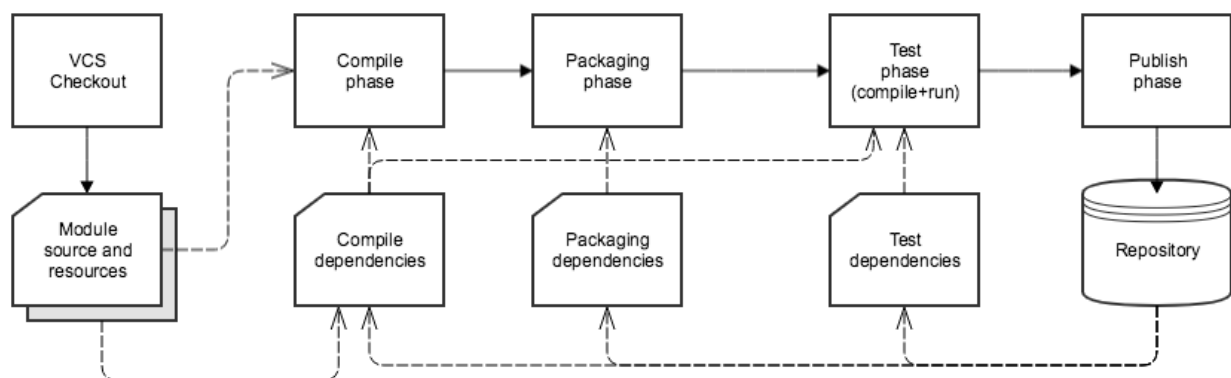 VCS
Checkout
Compile
phase
Packaging
phase
Test
phase
(compile+run)
Publish
phase
Module
source and
resources
Compile
dependencies
Packaging
dependencies
Test
dependencies
Repository